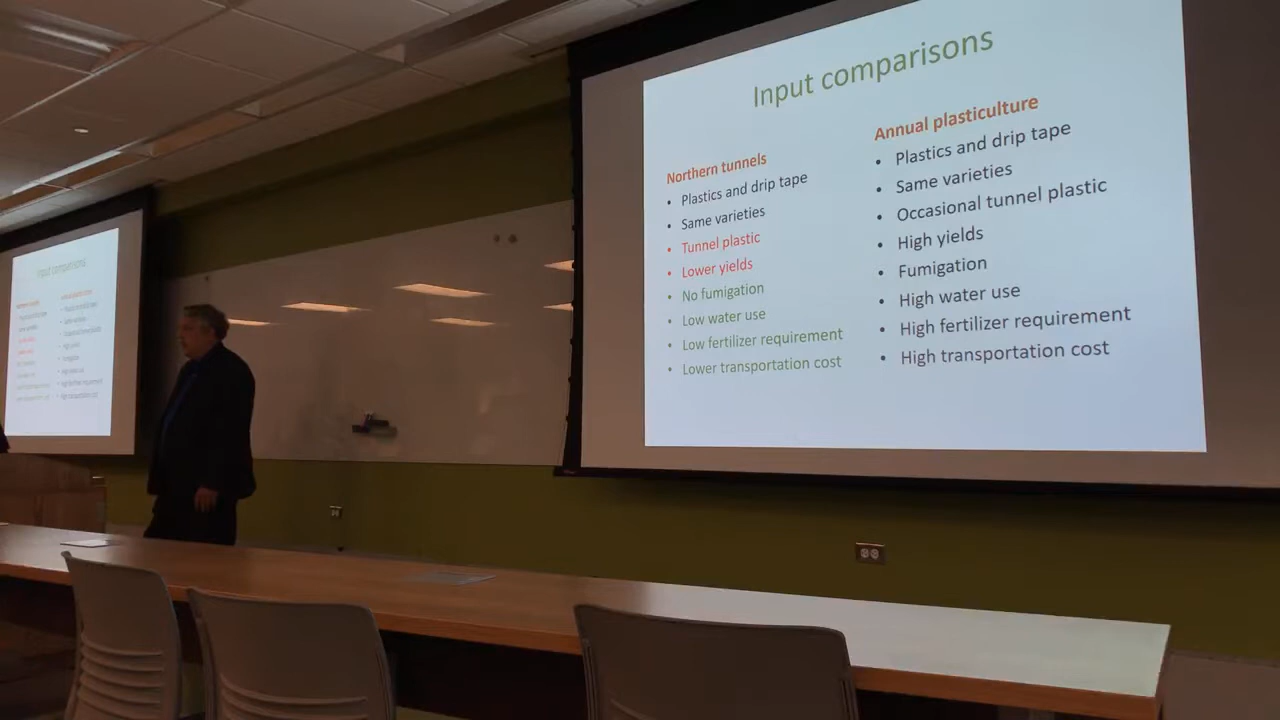 Input comparisons
Northern tunnels
• Plastics and drip tape
• Same varieties
• Tunnel plastic
• Lower yields
• No fumigation
• Low water use
• Low fertilizer requirement
• Lower transportation cost
Annual plasticulture
• Plastics and drip tape
• Same varieties
• Occasional tunnel plastic
• High yields
• Fumigation
• High water use
• High fertilizer requirement
• High transportation cost
Input comparisons